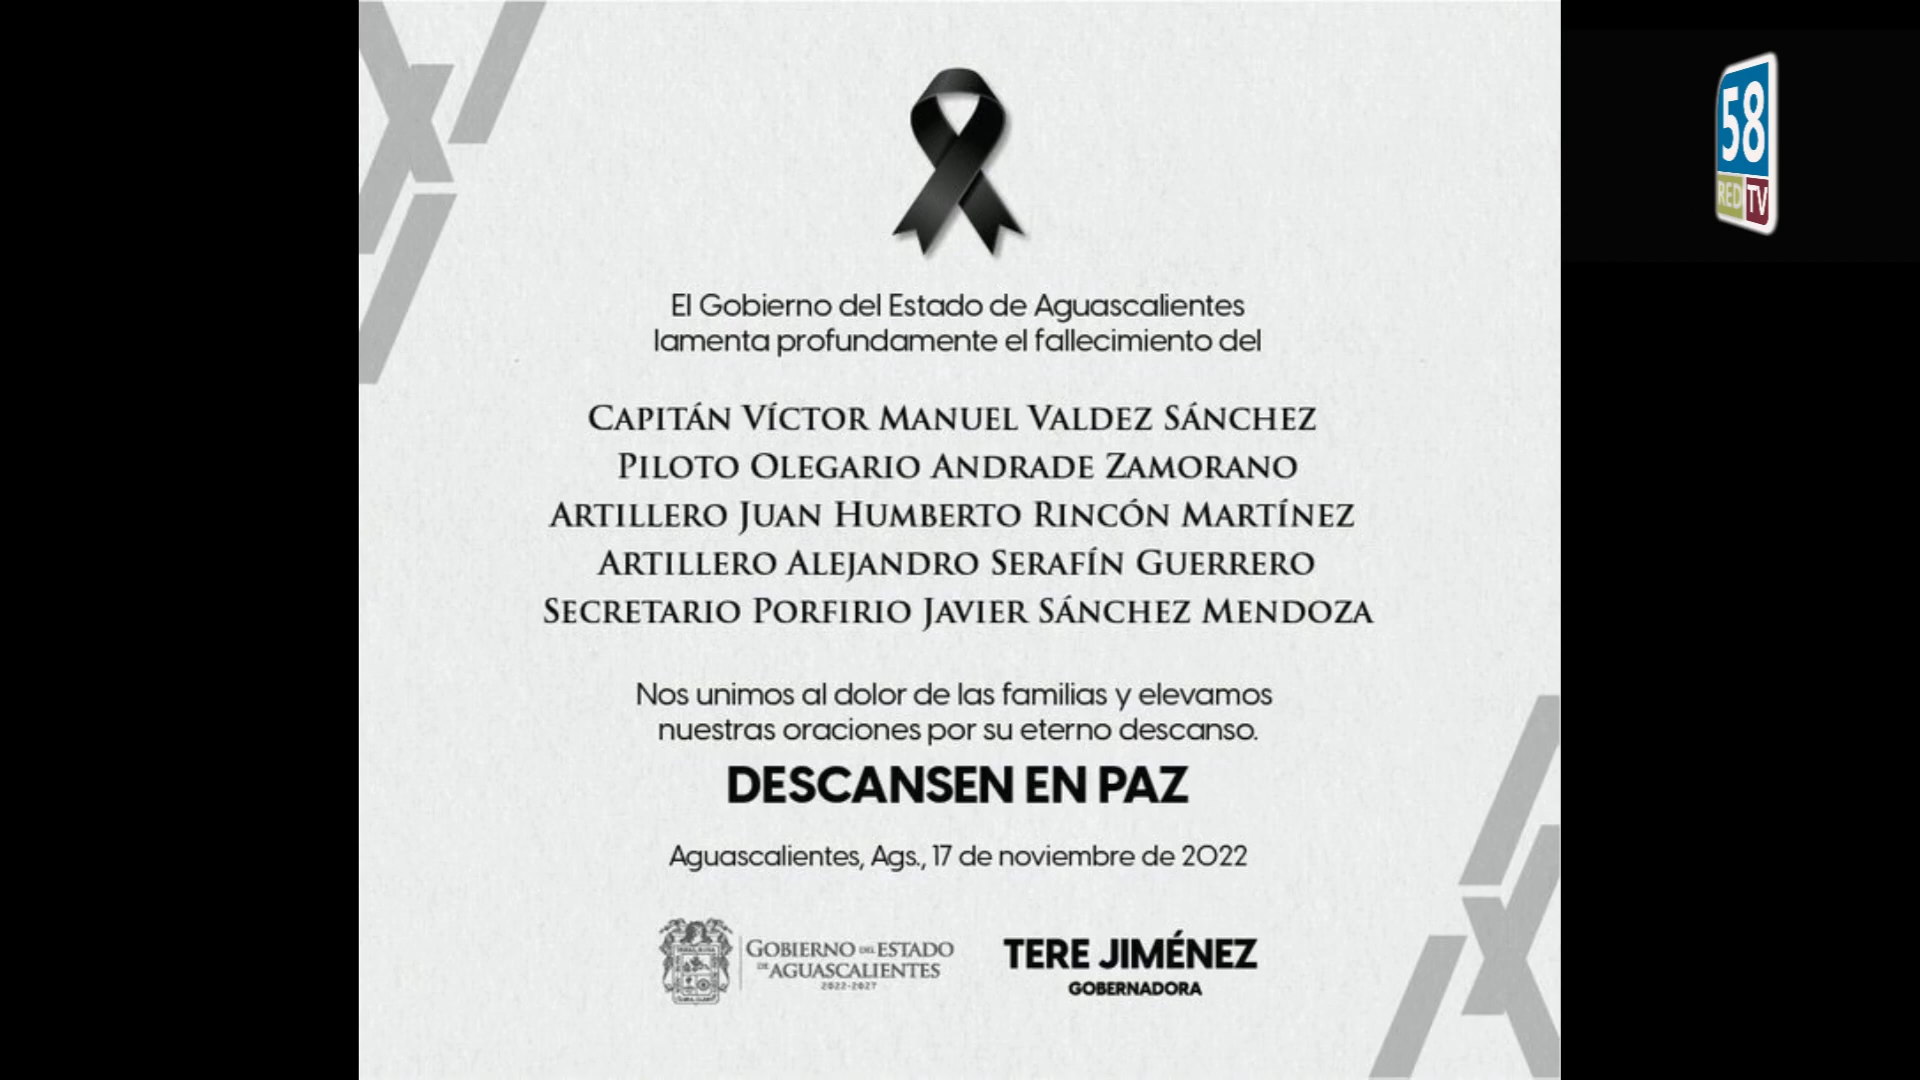 58
RED TV
El Gobierno del Estado de Aguascalientes
lamenta profundamente el fallecimiento del
CAPITÁN VÍCTOR MANUEL VALDEZ SÁNCHEZ
PILOTO OLEGARIO ANDRADE ZAMORANO
ARTILLERO JUAN HUMBERTO RINCÓN MARTÍNEZ
ARTILLERO ALEJANDRO SERAFÍN GUERRERO
SECRETARIO PORFIRIO JAVIER SÁNCHEZ MENDOZA
Nos unimos al dolor de las familias y elevamos
nuestras oraciones por su eterno descanso.
DESCANSEN EN PAZ
Aguascalientes, Ags., 17 de noviembre de 2022
GOBIERNO DEL ESTADO
DE AGUASCALIENTES
2022-2027
TERE JIMÉNEZ
GOBERNADORA